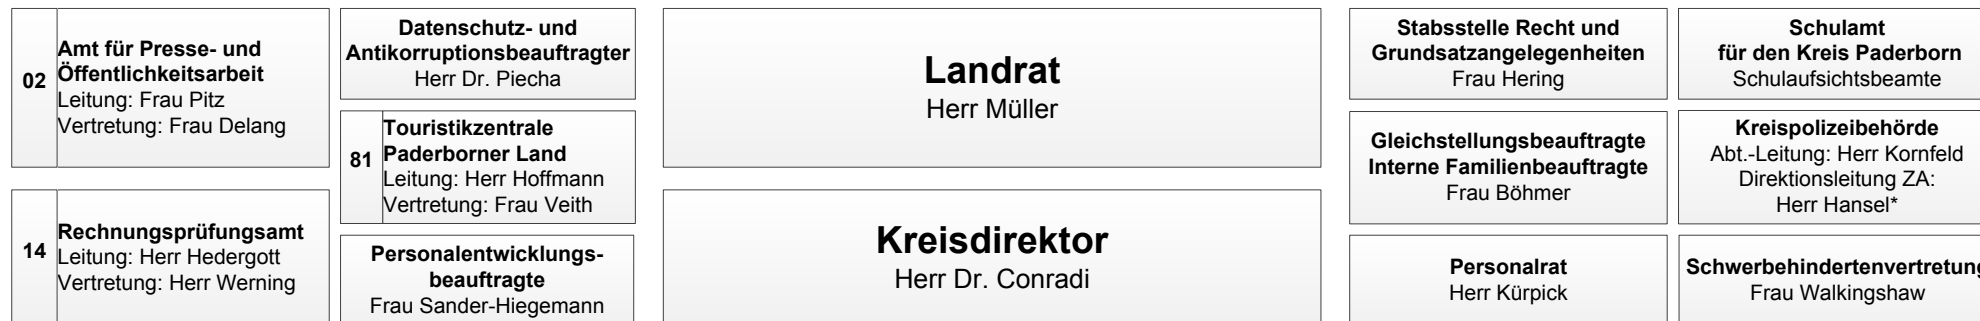 02
Amt für Presse- und
Öffentlichkeitsarbeit
Leitung: Frau Pitz
Vertretung: Frau Delang
14
Rechnungsprüfungsamt
Leitung: Herr Hedergott
Vertretung: Herr Werning
Datenschutz- und
Antikorruptionsbeauftragter
Herr Dr. Piecha
81
Touristikzentrale
Paderborner Land
Leitung: Herr Hoffmann
Vertretung: Frau Veith
Personalentwicklungs-
beauftragte
Frau Sander-Hiegemann
Landrat
Herr Müller
Kreisdirektor
Herr Dr. Conradi
Stabsstelle Recht und
Grundsatzangelegenheiten
Frau Hering
Gleichstellungsbeauftragte
Interne Familienbeauftragte
Frau Böhmer
Personalrat
Herr Kürpick
Schulamt
für den Kreis Paderborn
Schulaufsichtsbeamte
Kreispolizeibehörde
Abt.-Leitung: Herr Kornfeld
Direktionsleitung ZA:
Herr Hansel*
Schwerbehindertenvertretung
Frau Walkingshaw